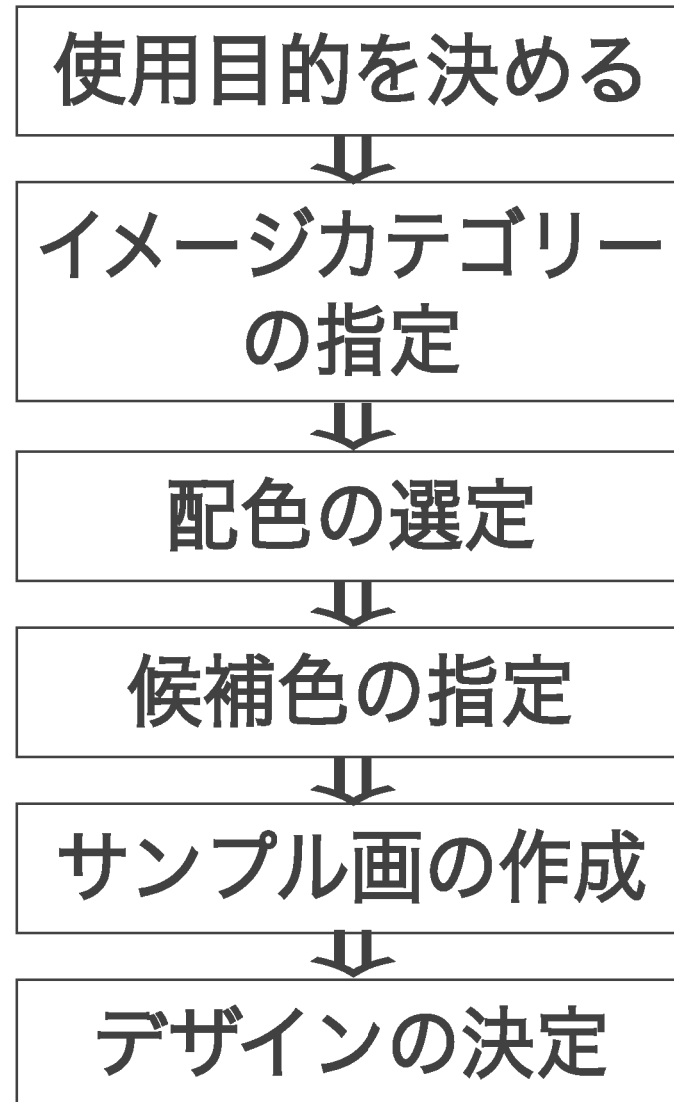 使用目的を決める
イメージカテゴリー
の指定
配色の選定
候補色の指定
サンプル画の作成
デザインの決定